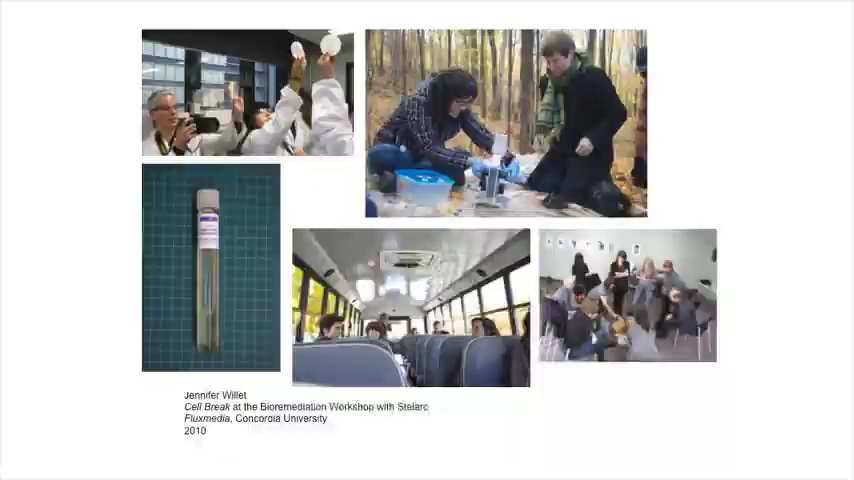 Jennifer Willet
Cell Break at the Bioremediation Workshop with Stelarc
Fluxmedia, Concordia University
2010